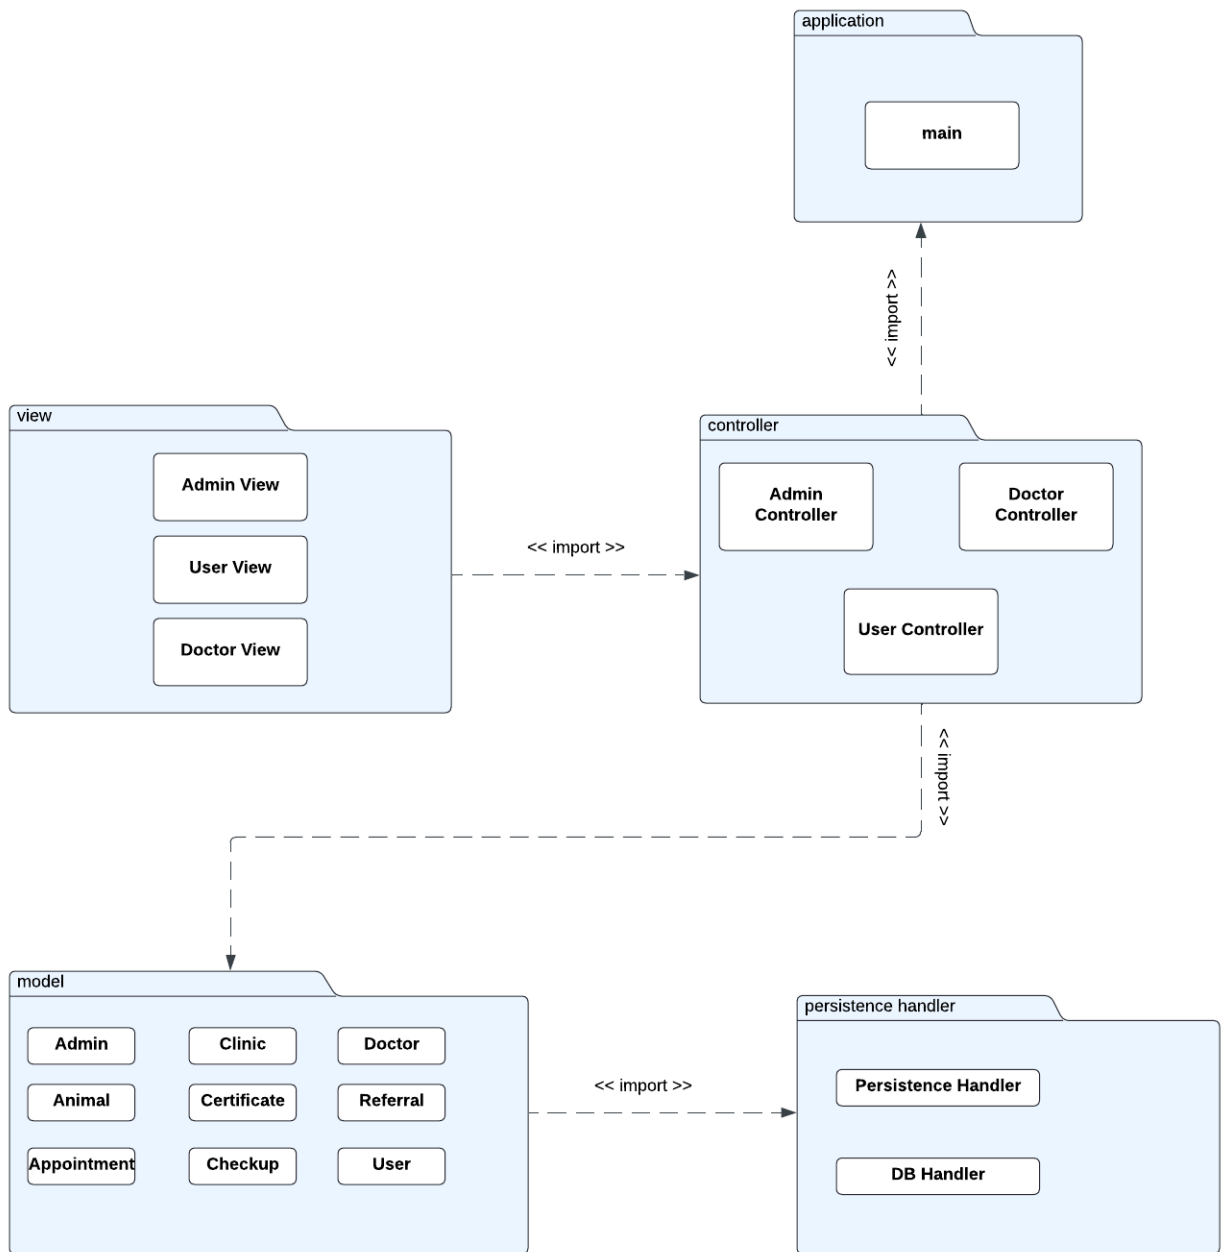 application
main
<< import >>
view
Admin View
User View
Doctor View
<< import >>
controller
Admin
Controller
Doctor
Controller
User Controller
<< import >>
model
Admin
Clinic
Doctor
Animal
Certificate
Referral
Appointment
Checkup
User
<< import >>
persistence handler
Persistence Handler
DB Handler